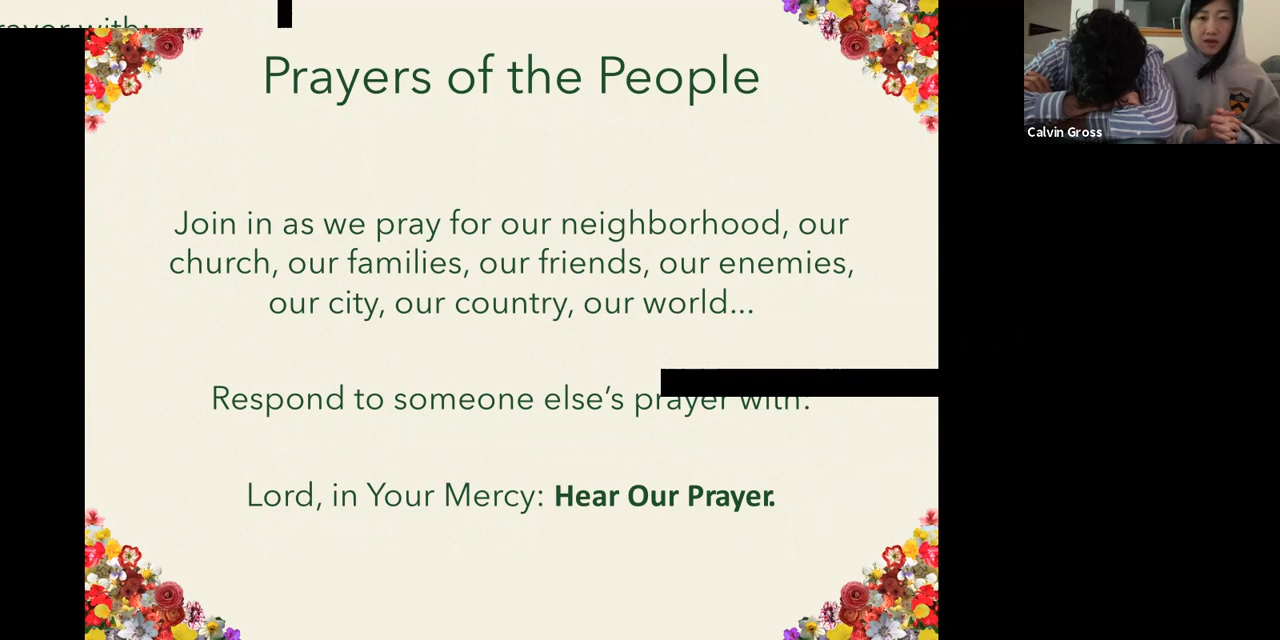 rayer with:
Prayers of the People
Join in as we pray for our neighborhood, our
church, our families, our friends, our enemies,
our city, our country, our world...
Respond to someone else's prayer with:
Lord, in Your Mercy: Hear Our Prayer.
Calvin Gross